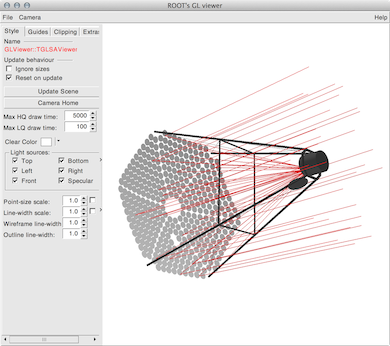 ROOT's GL viewer
File Camera Help
Style Guides Clipping Extras
Name
GLViewer::TGLSAViewer
Update behaviour
Ignore sizes
Reset on update
Update Scene
Camera Home
Max HQ draw time: 5000
Max LQ draw time: 100
Clear Color
Light sources:
Top Bottom
Left Right
Front Specular
Point-size scale: 1.0
Line-width scale: 1.0
Wireframe line-width 1.0
Outline line-width: 1.0